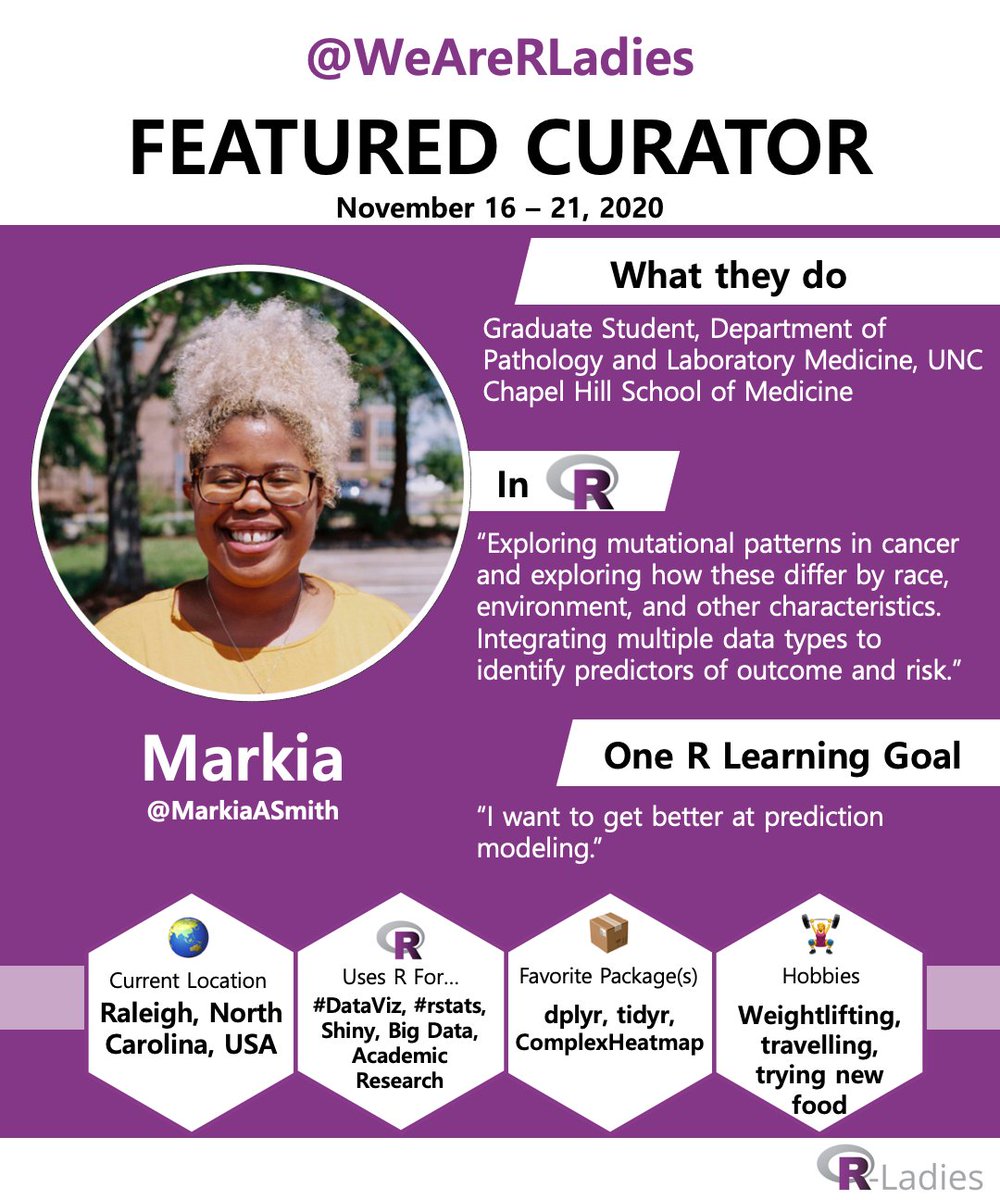 @WeAreRLadies
FEATURED CURATOR
November 16 – 21, 2020
What they do
Graduate Student, Department of
Pathology and Laboratory Medicine, UNC
Chapel Hill School of Medicine
In R
“Exploring mutational patterns in cancer
and exploring how these differ by race,
environment, and other characteristics.
Integrating multiple data types to
identify predictors of outcome and risk.”
Markia
@MarkiaASmith
One R Learning Goal
“I want to get better at prediction
modeling.”
Current Location
Raleigh, North
Carolina, USA
R
Uses R For…
#DataViz, #rstats,
Shiny, Big Data,
Academic
Research
Favorite Package(s)
dplyr, tidyr,
ComplexHeatmap
Hobbies
Weightlifting,
travelling,
trying new
food
R-Ladies